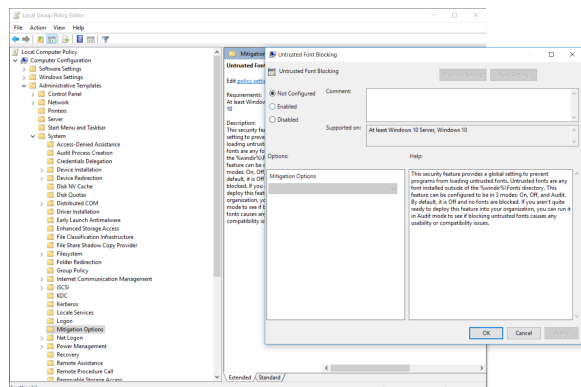 Local Group Policy Editor
File Action View Help
Local Computer Policy
Computer Configuration
Software Settings
Windows Settings
Administrative Templates
Control Panel
Network
Printers
Server
Start Menu and Taskbar
System
Access-Denied Assistance
Audit Process Creation
Credentials Delegation
Device Installation
Device Redirection
Disk NV Cache
Disk Quotas
Distributed COM
Driver Installation
Early Launch Antimalware
Enhanced Storage Access
File Classification Infrastructure
File Share Shadow Copy Provider
Filesystem
Folder Redirection
Group Policy
Internet Communication Management
iSCSI
KDC
Kerberos
Locale Services
Logon
Mitigation Options
Net Logon
Power Management
Recovery
Remote Assistance
Remote Procedure Call
Removable Storage Access
Mitigation
Untrusted Font
Edit policy setti
Requirements:
At least Window
10
Description:
This security fea
setting to preve
loading untrust
fonts are any fo
the %windir%\F
feature can be c
modes: On, Off,
default, it is Off
blocked. If you
deploy this feat
organization, yo
mode to see if b
fonts causes an
compatibility is
Extended Standard
Untrusted Font Blocking
Untrusted Font Blocking
Previous Setting Next Setting
Not Configured Comment:
Enabled
Disabled
Supported on: At least Windows 10 Server, Windows 10
Options: Help:
Mitigation Options
This security feature provides a global setting to prevent
programs from loading untrusted fonts. Untrusted fonts are any
font installed outside of the %windir%\Fonts directory. This
feature can be configured to be in 3 modes: On, Off, and Audit.
By default, it is Off and no fonts are blocked. If you aren't quite
ready to deploy this feature into your organization, you can run it
in Audit mode to see if blocking untrusted fonts causes any
usability or compatibility issues.
OK Cancel Apply